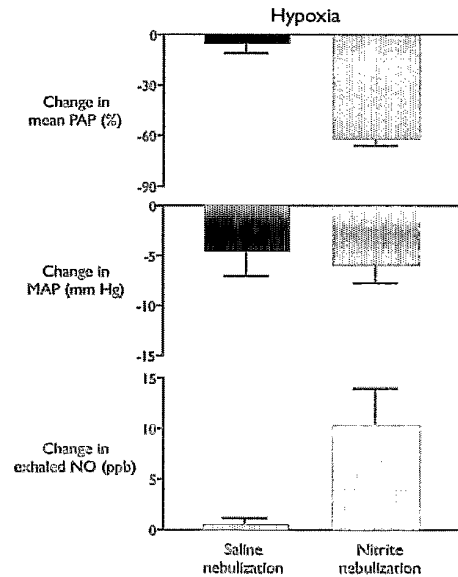 Hypoxia
0
-30
-60
-90
Change in
mean PAP (%)
0
-5
-10
-15
Change in
MAP (mm Hg)
15
10
5
0
Change in
exhaled NO (ppb)
Saline
nebulization
Nitrite
nebulization